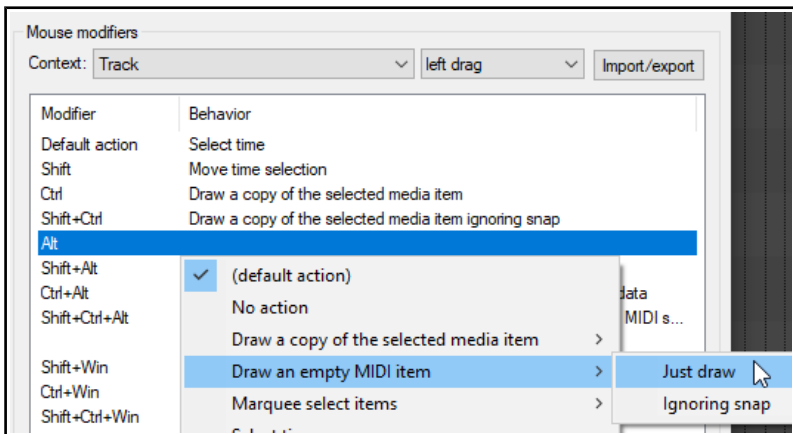 Mouse modifiers
Context: Track left drag Import/export
Modifier Behavior
Default action Select time
Shift Move time selection
Ctrl Draw a copy of the selected media item
Shift+Ctrl Draw a copy of the selected media item ignoring snap
Alt
Shift+Alt (default action)
Ctrl+Alt data
No action
Shift+Ctrl+Alt MIDI s...
Draw a copy of the selected media item
Shift+Win Draw an empty MIDI item Just draw
Ctrl+Win
Marquee select items Ignoring snap
Shift+Ctrl+Win